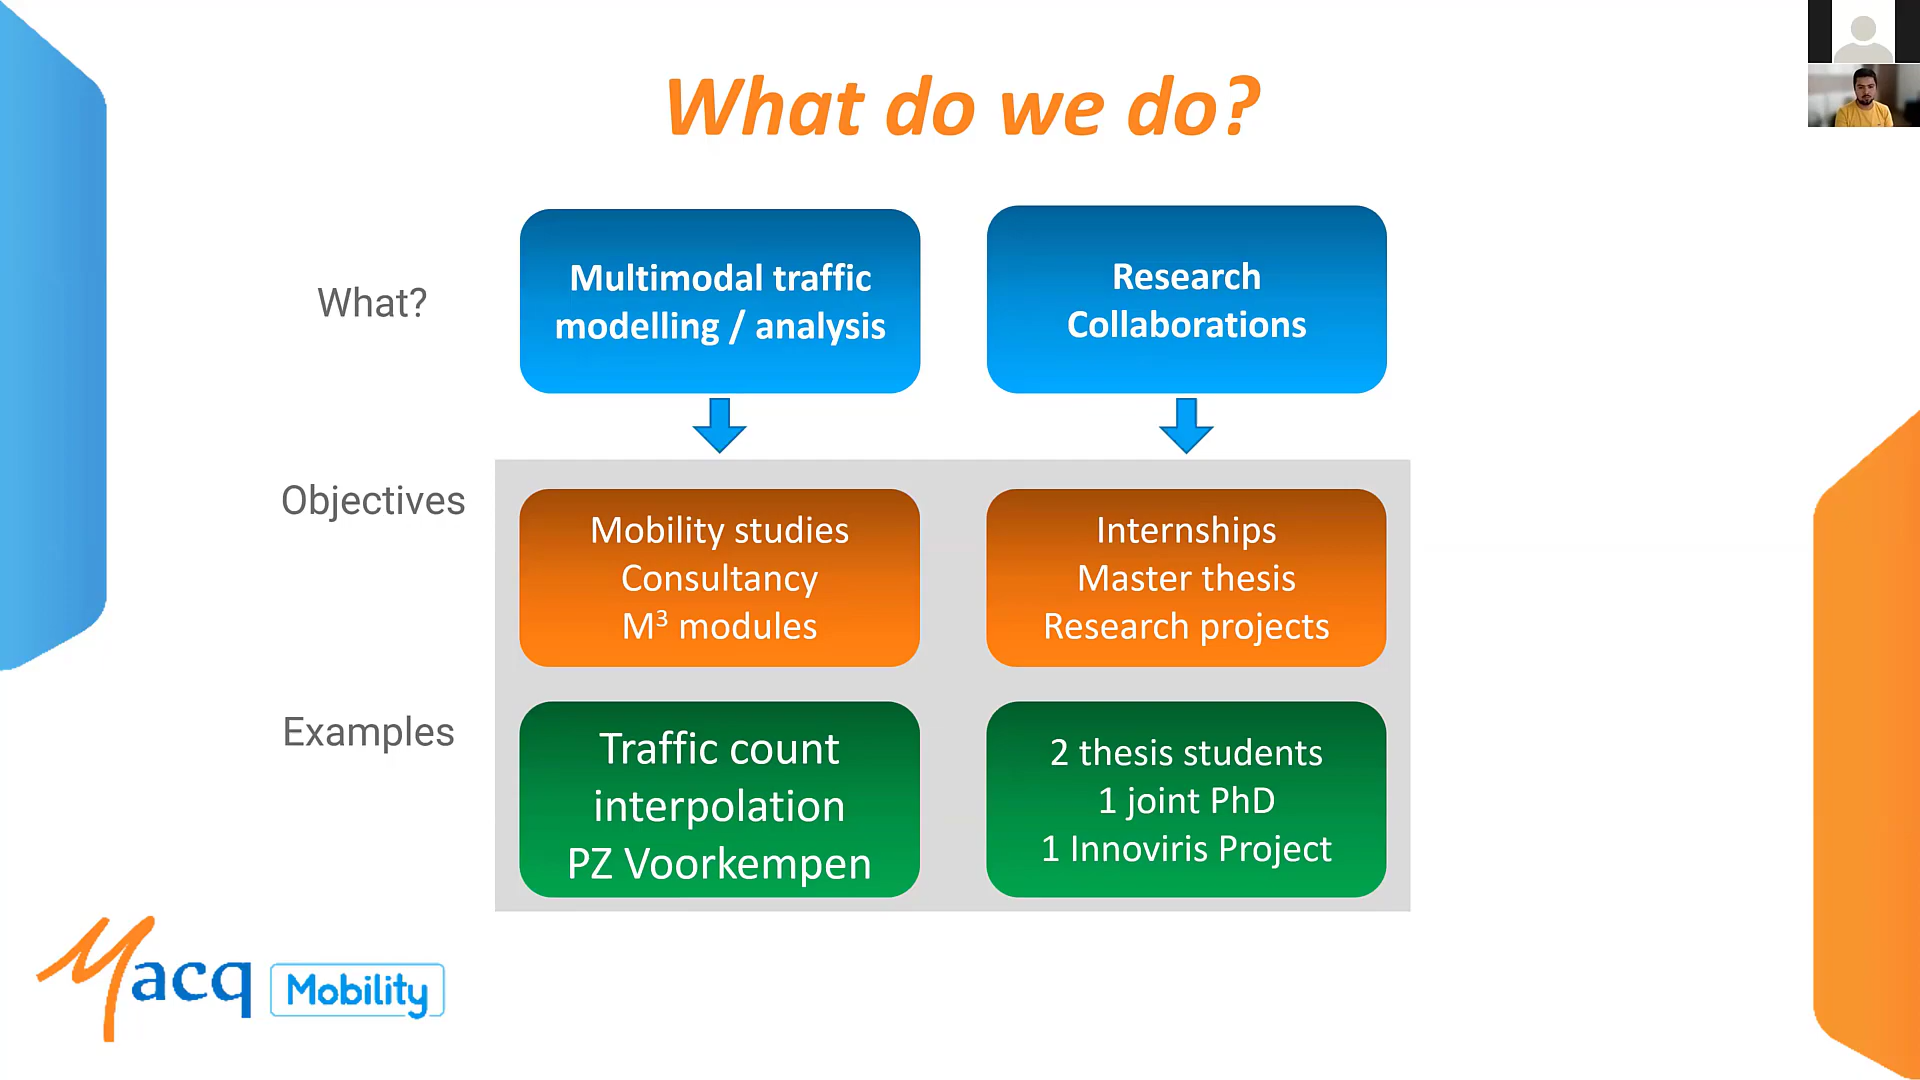 What do we do?
What?
Multimodal traffic
modelling / analysis
Research
Collaborations
Objectives
Mobility studies
Consultancy
M³ modules
Internships
Master thesis
Research projects
Examples
Traffic count
interpolation
PZ Voorkempen
2 thesis students
1 joint PhD
1 Innoviris Project
Macq Mobility